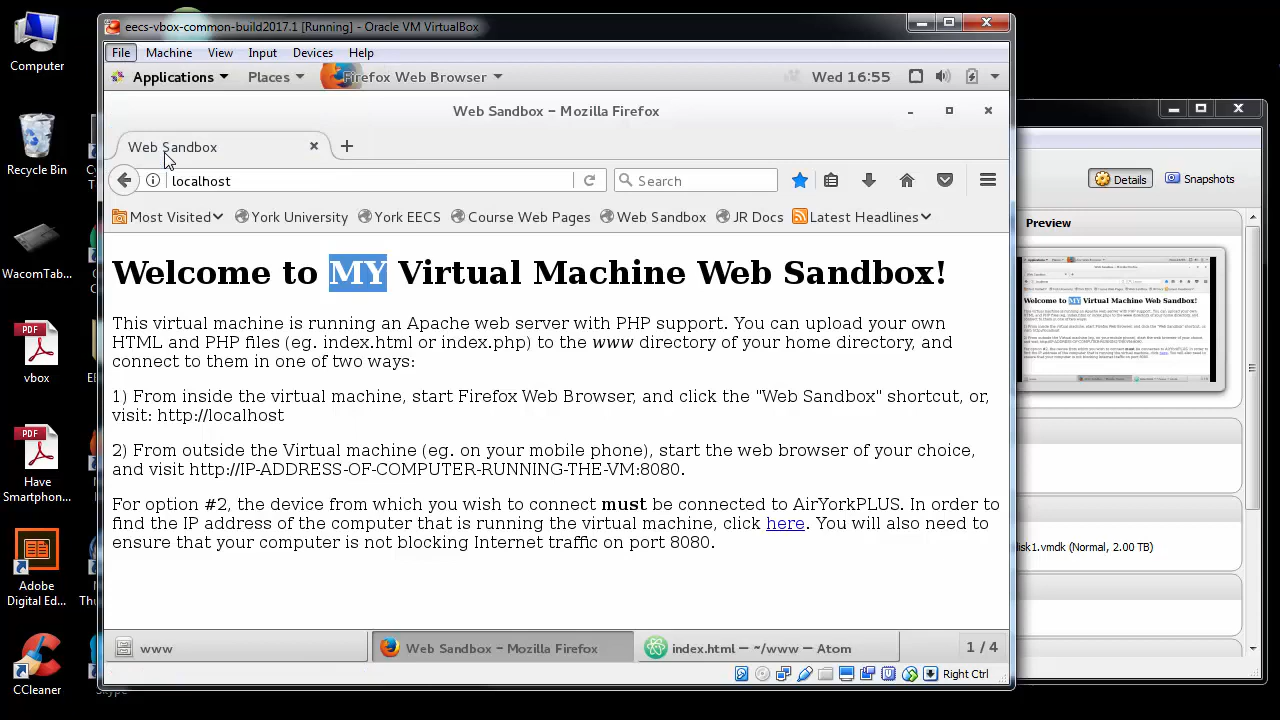 eecs-vbox-common-build2017.1 [Running] - Oracle VM VirtualBox
File Machine View Input Devices Help
Applications Places Firefox Web Browser Wed 16:55
Web Sandbox – Mozilla Firefox
Web Sandbox
localhost
Search
Most Visited York University York EECS Course Web Pages Web Sandbox JR Docs Latest Headlines
Welcome to MY Virtual Machine Web Sandbox!
This virtual machine is running an Apache web server with PHP support. You can upload your own
HTML and PHP files (eg. index.html or index.php) to the www directory of your home directory, and
connect to them in one of two ways:
1) From inside the virtual machine, start Firefox Web Browser, and click the "Web Sandbox" shortcut, or,
visit: http://localhost
2) From outside the Virtual machine (eg. on your mobile phone), start the web browser of your choice,
and visit http://IP-ADDRESS-OF-COMPUTER-RUNNING-THE-VM:8080.
For option #2, the device from which you wish to connect must be connected to AirYorkPLUS. In order to
find the IP address of the computer that is running the virtual machine, click here. You will also need to
ensure that your computer is not blocking Internet traffic on port 8080.
www
Web Sandbox – Mozilla Firefox
index.html — ~/www — Atom
1 / 4
Right Ctrl
Computer
Recycle Bin
WacomTab...
PDF
vbox
PDF
Have
Smartphon...
Adobe
Digital Ed...
CCleaner
Skype
Details
Snapshots
Preview
Welcome to MY Virtual Machine Web Sandbox!
disk1.vmdk (Normal, 2.00 TB)